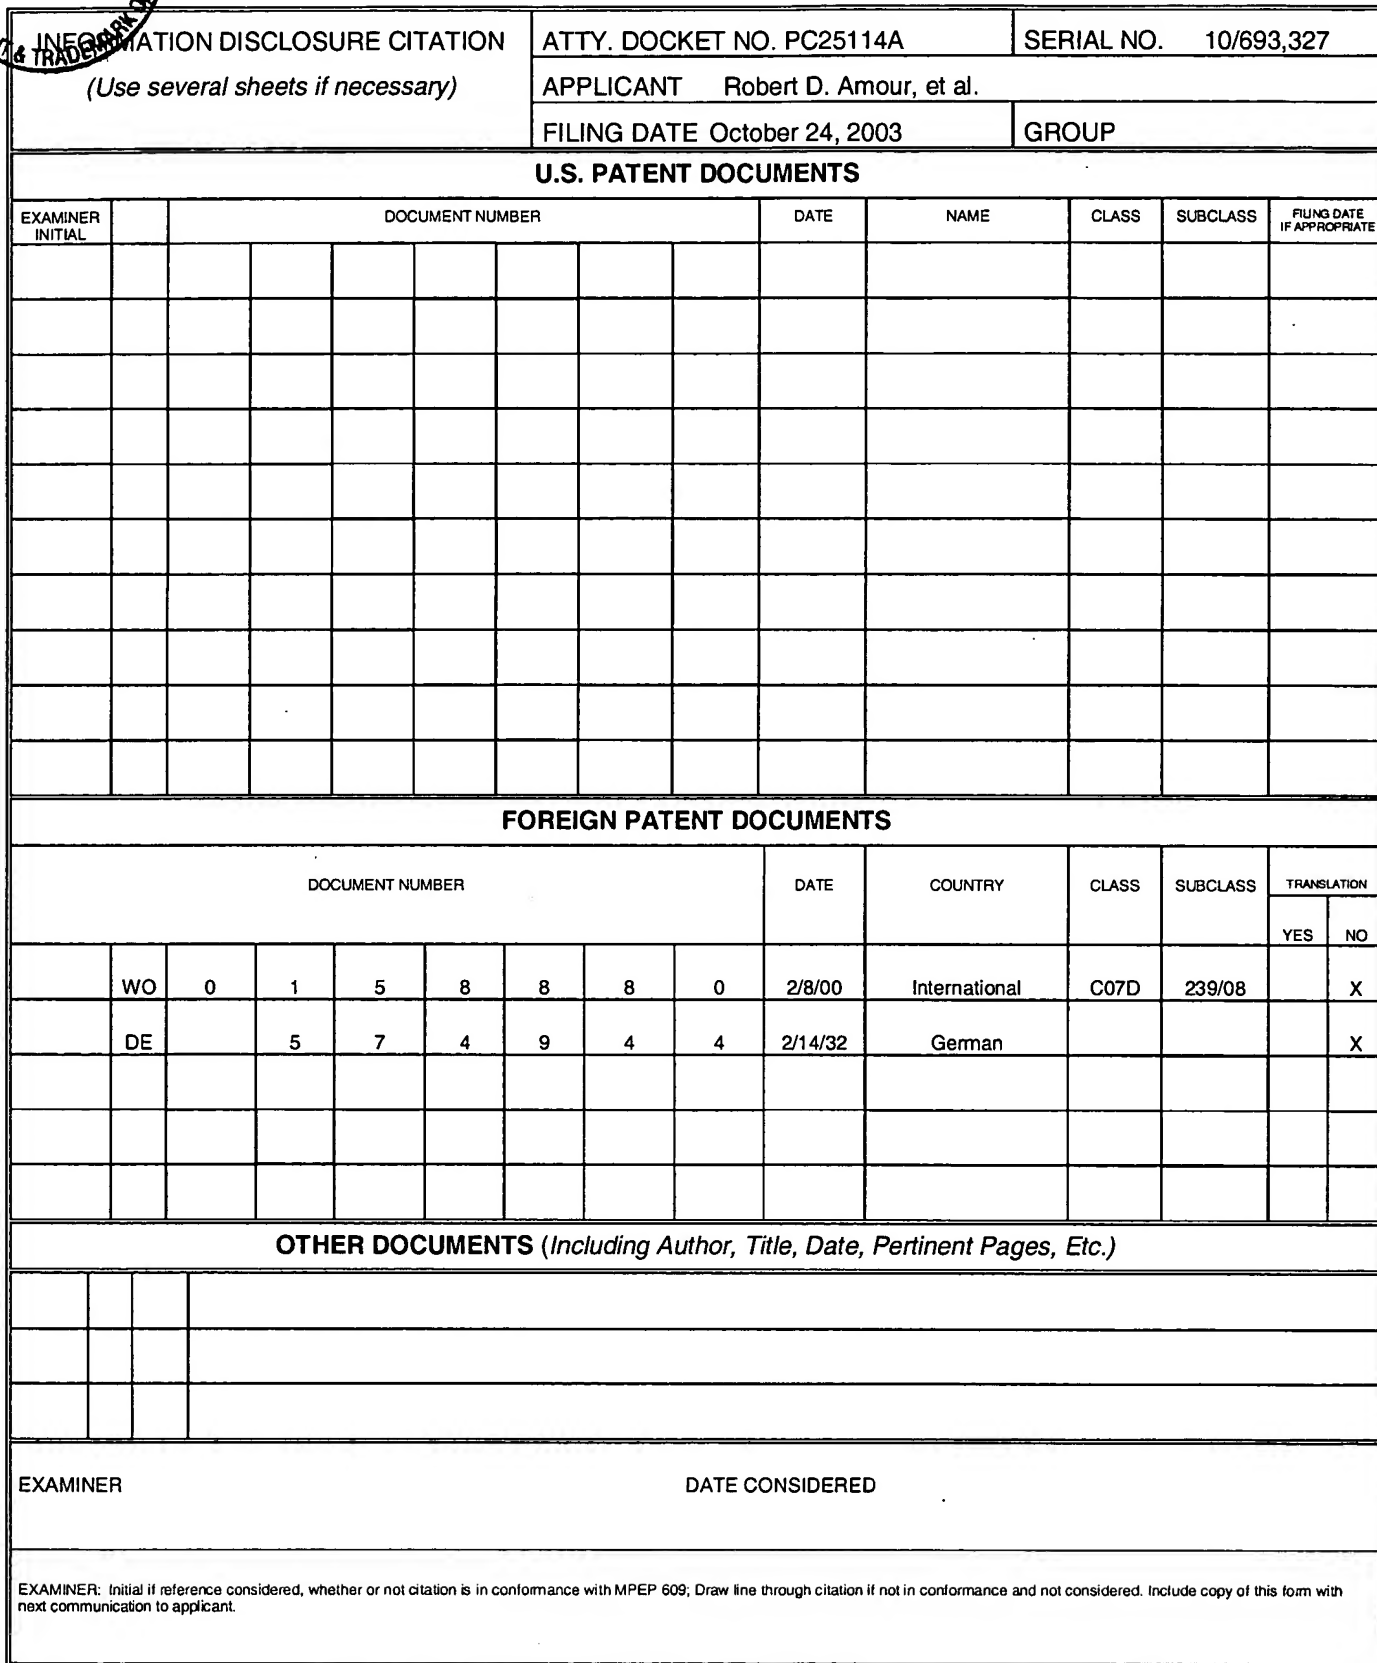 & TRADEMARK
INFORMATION DISCLOSURE CITATION
(Use several sheets if necessary)
ATTY. DOCKET NO. PC25114A
SERIAL NO. 10/693,327
APPLICANT Robert D. Amour, et al.
FILING DATE October 24, 2003
GROUP
U.S. PATENT DOCUMENTS
EXAMINER INITIAL DOCUMENT NUMBER DATE NAME CLASS SUBCLASS FILING DATE IF APPROPRIATE
FOREIGN PATENT DOCUMENTS
DOCUMENT NUMBER DATE COUNTRY CLASS SUBCLASS TRANSLATION
YES NO
WO 0 1 5 8 8 8 0 2/8/00 International C07D 239/08 X
DE 5 7 4 9 4 4 2/14/32 German X
OTHER DOCUMENTS (Including Author, Title, Date, Pertinent Pages, Etc.)
EXAMINER DATE CONSIDERED
EXAMINER: Initial if reference considered, whether or not citation is in conformance with MPEP 609; Draw line through citation if not in conformance and not considered. Include copy of this form with
next communication to applicant.